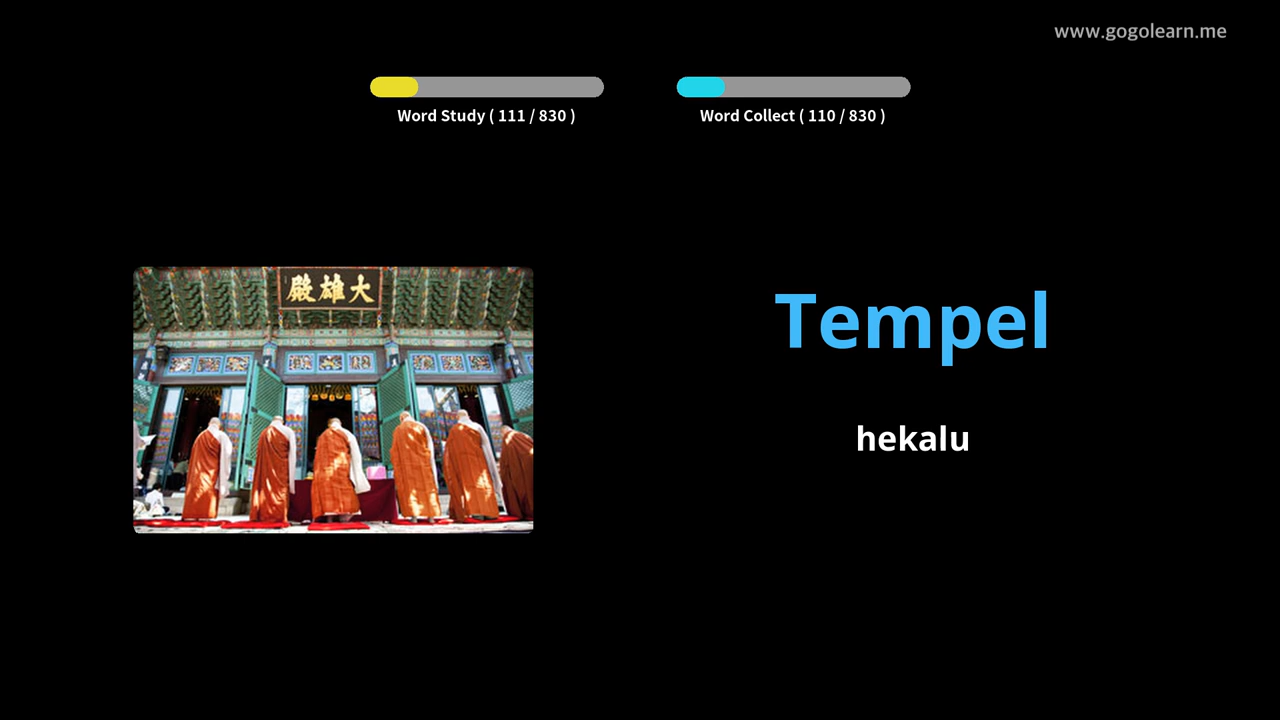 www.gogolearn.me
Word Study ( 111 / 830 )
Word Collect ( 110 / 830 )
殿雄大
Tempel
hekalu